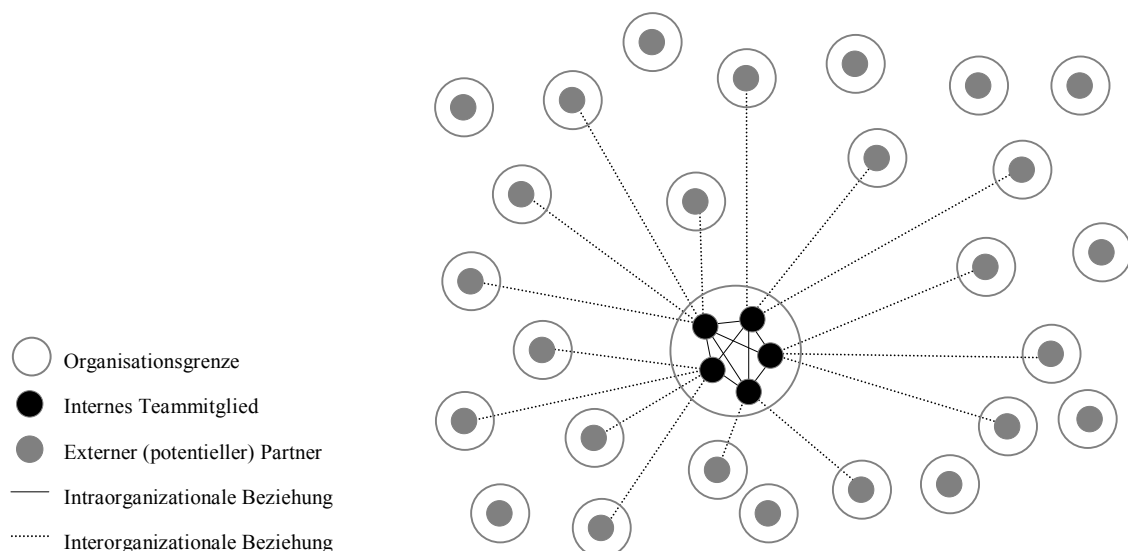 Organisationsgrenze
Internes Teammitglied
Externer (potentieller) Partner
Intraorganizationale Beziehung
Interorganizationale Beziehung